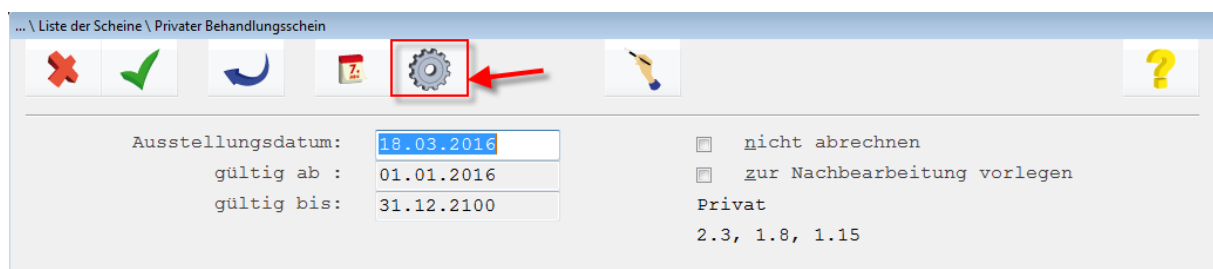 ... \ Liste der Scheine \ Privater Behandlungsschein
7.
?
Ausstellungsdatum: 18.03.2016 nicht abrechnen
gültig ab : 01.01.2016 zur Nachbearbeitung vorlegen
gültig bis: 31.12.2100 Privat
2.3, 1.8, 1.15